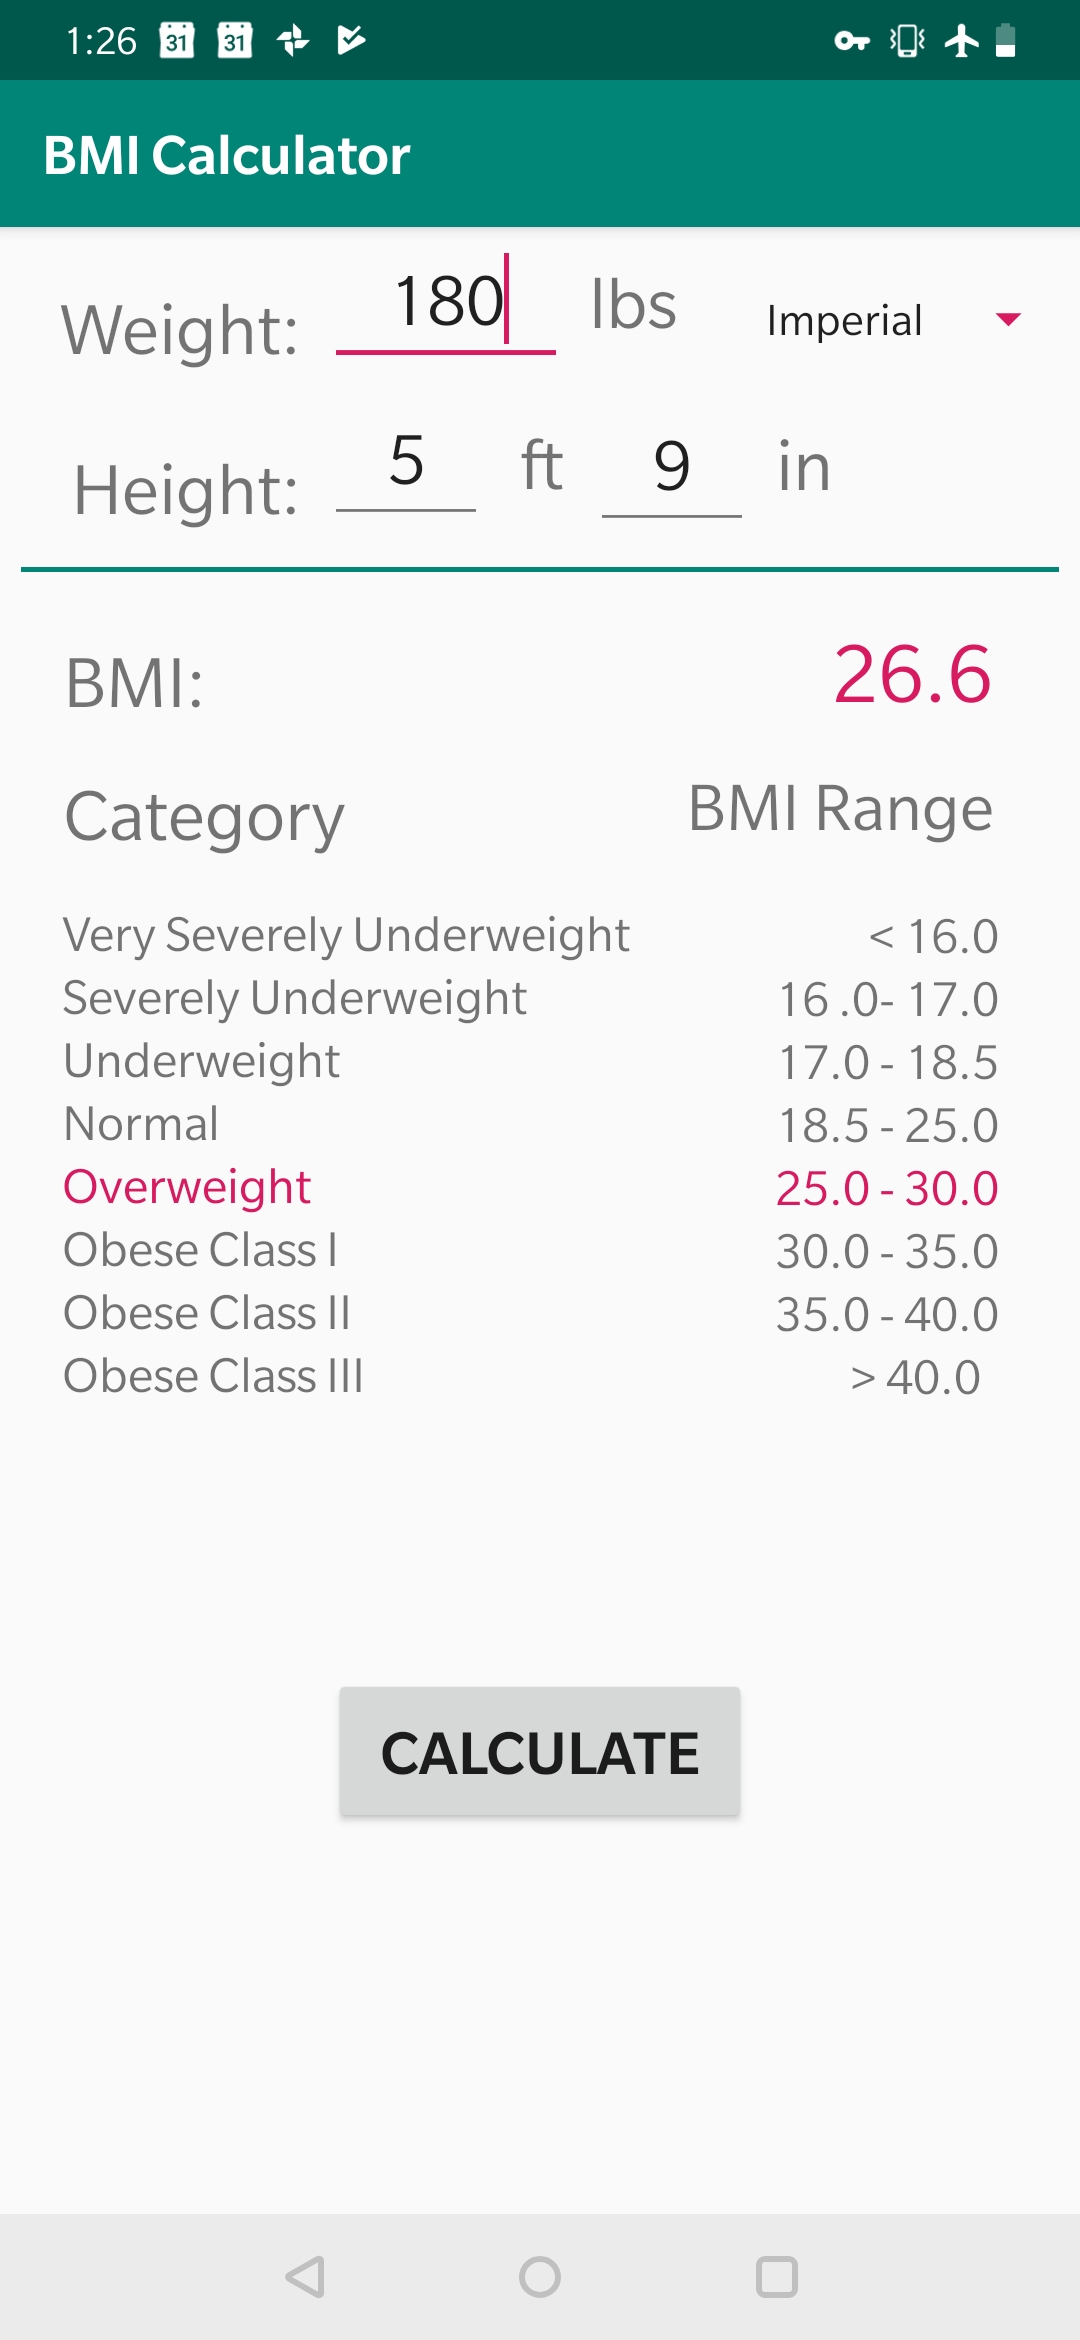 1:26 31 31
BMI Calculator
Weight: 180 lbs Imperial
Height: 5 ft 9 in
BMI: 26.6
Category BMI Range
Very Severely Underweight < 16.0
Severely Underweight 16 .0- 17.0
Underweight 17.0 - 18.5
Normal 18.5 - 25.0
Overweight 25.0 - 30.0
Obese Class I 30.0 - 35.0
Obese Class II 35.0 - 40.0
Obese Class III > 40.0
CALCULATE